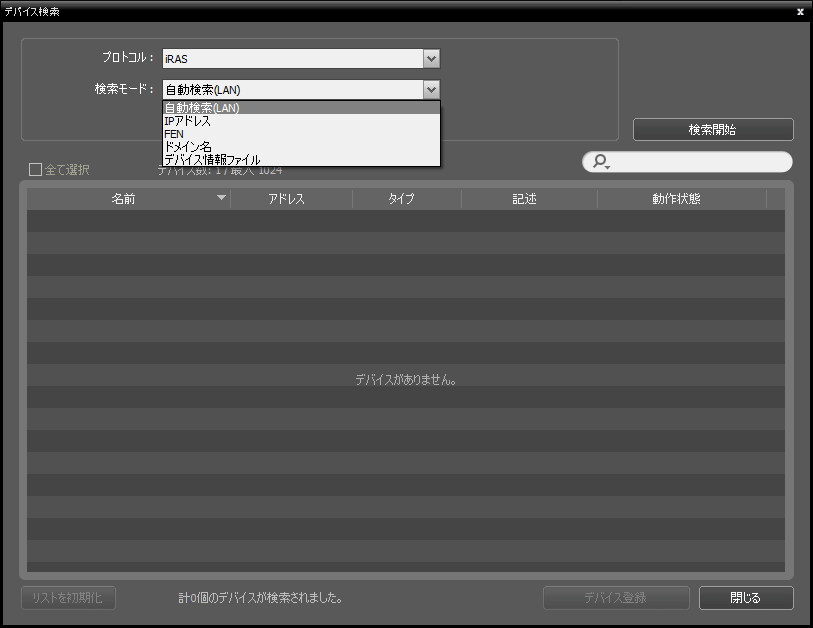 デバイス検索
x
プロトコル： iRAS
検索モード： 自動検索(LAN)
自動検索(LAN)
IPアドレス
FEN
ドメイン名
デバイス情報ファイル
検索開始
全て選択
デバイス数: 1 / 最大 1024
名前 アドレス タイプ 記述 動作状態
デバイスがありません。
リストを初期化
計0個のデバイスが検索されました。
デバイス登録
閉じる